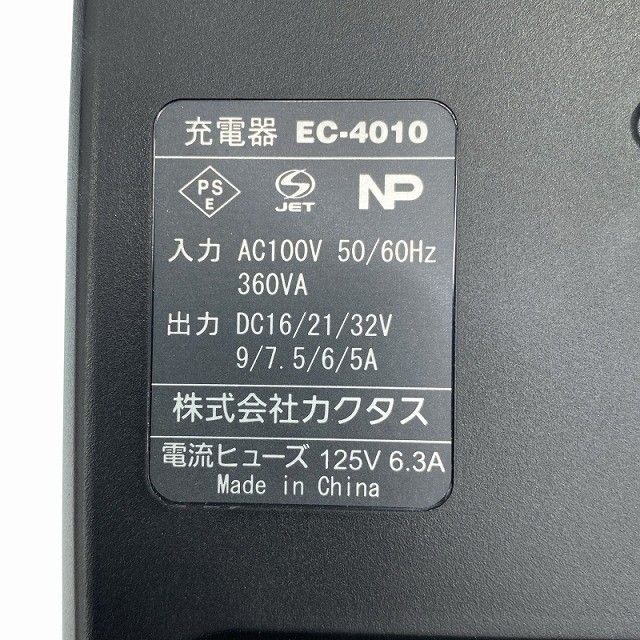 充電器 EC-4010
PS
E
JET
NP
入力 AC100V 50/60Hz
360VA
出力 DC16/21/32V
9/7.5/6/5A
株式会社カクタス
電流ヒューズ 125V 6.3A
Made in China